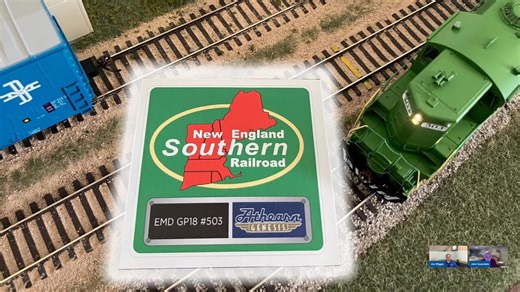 New England
Southern
Railroad
EMD GP18 #503
Athearn
GENESIS